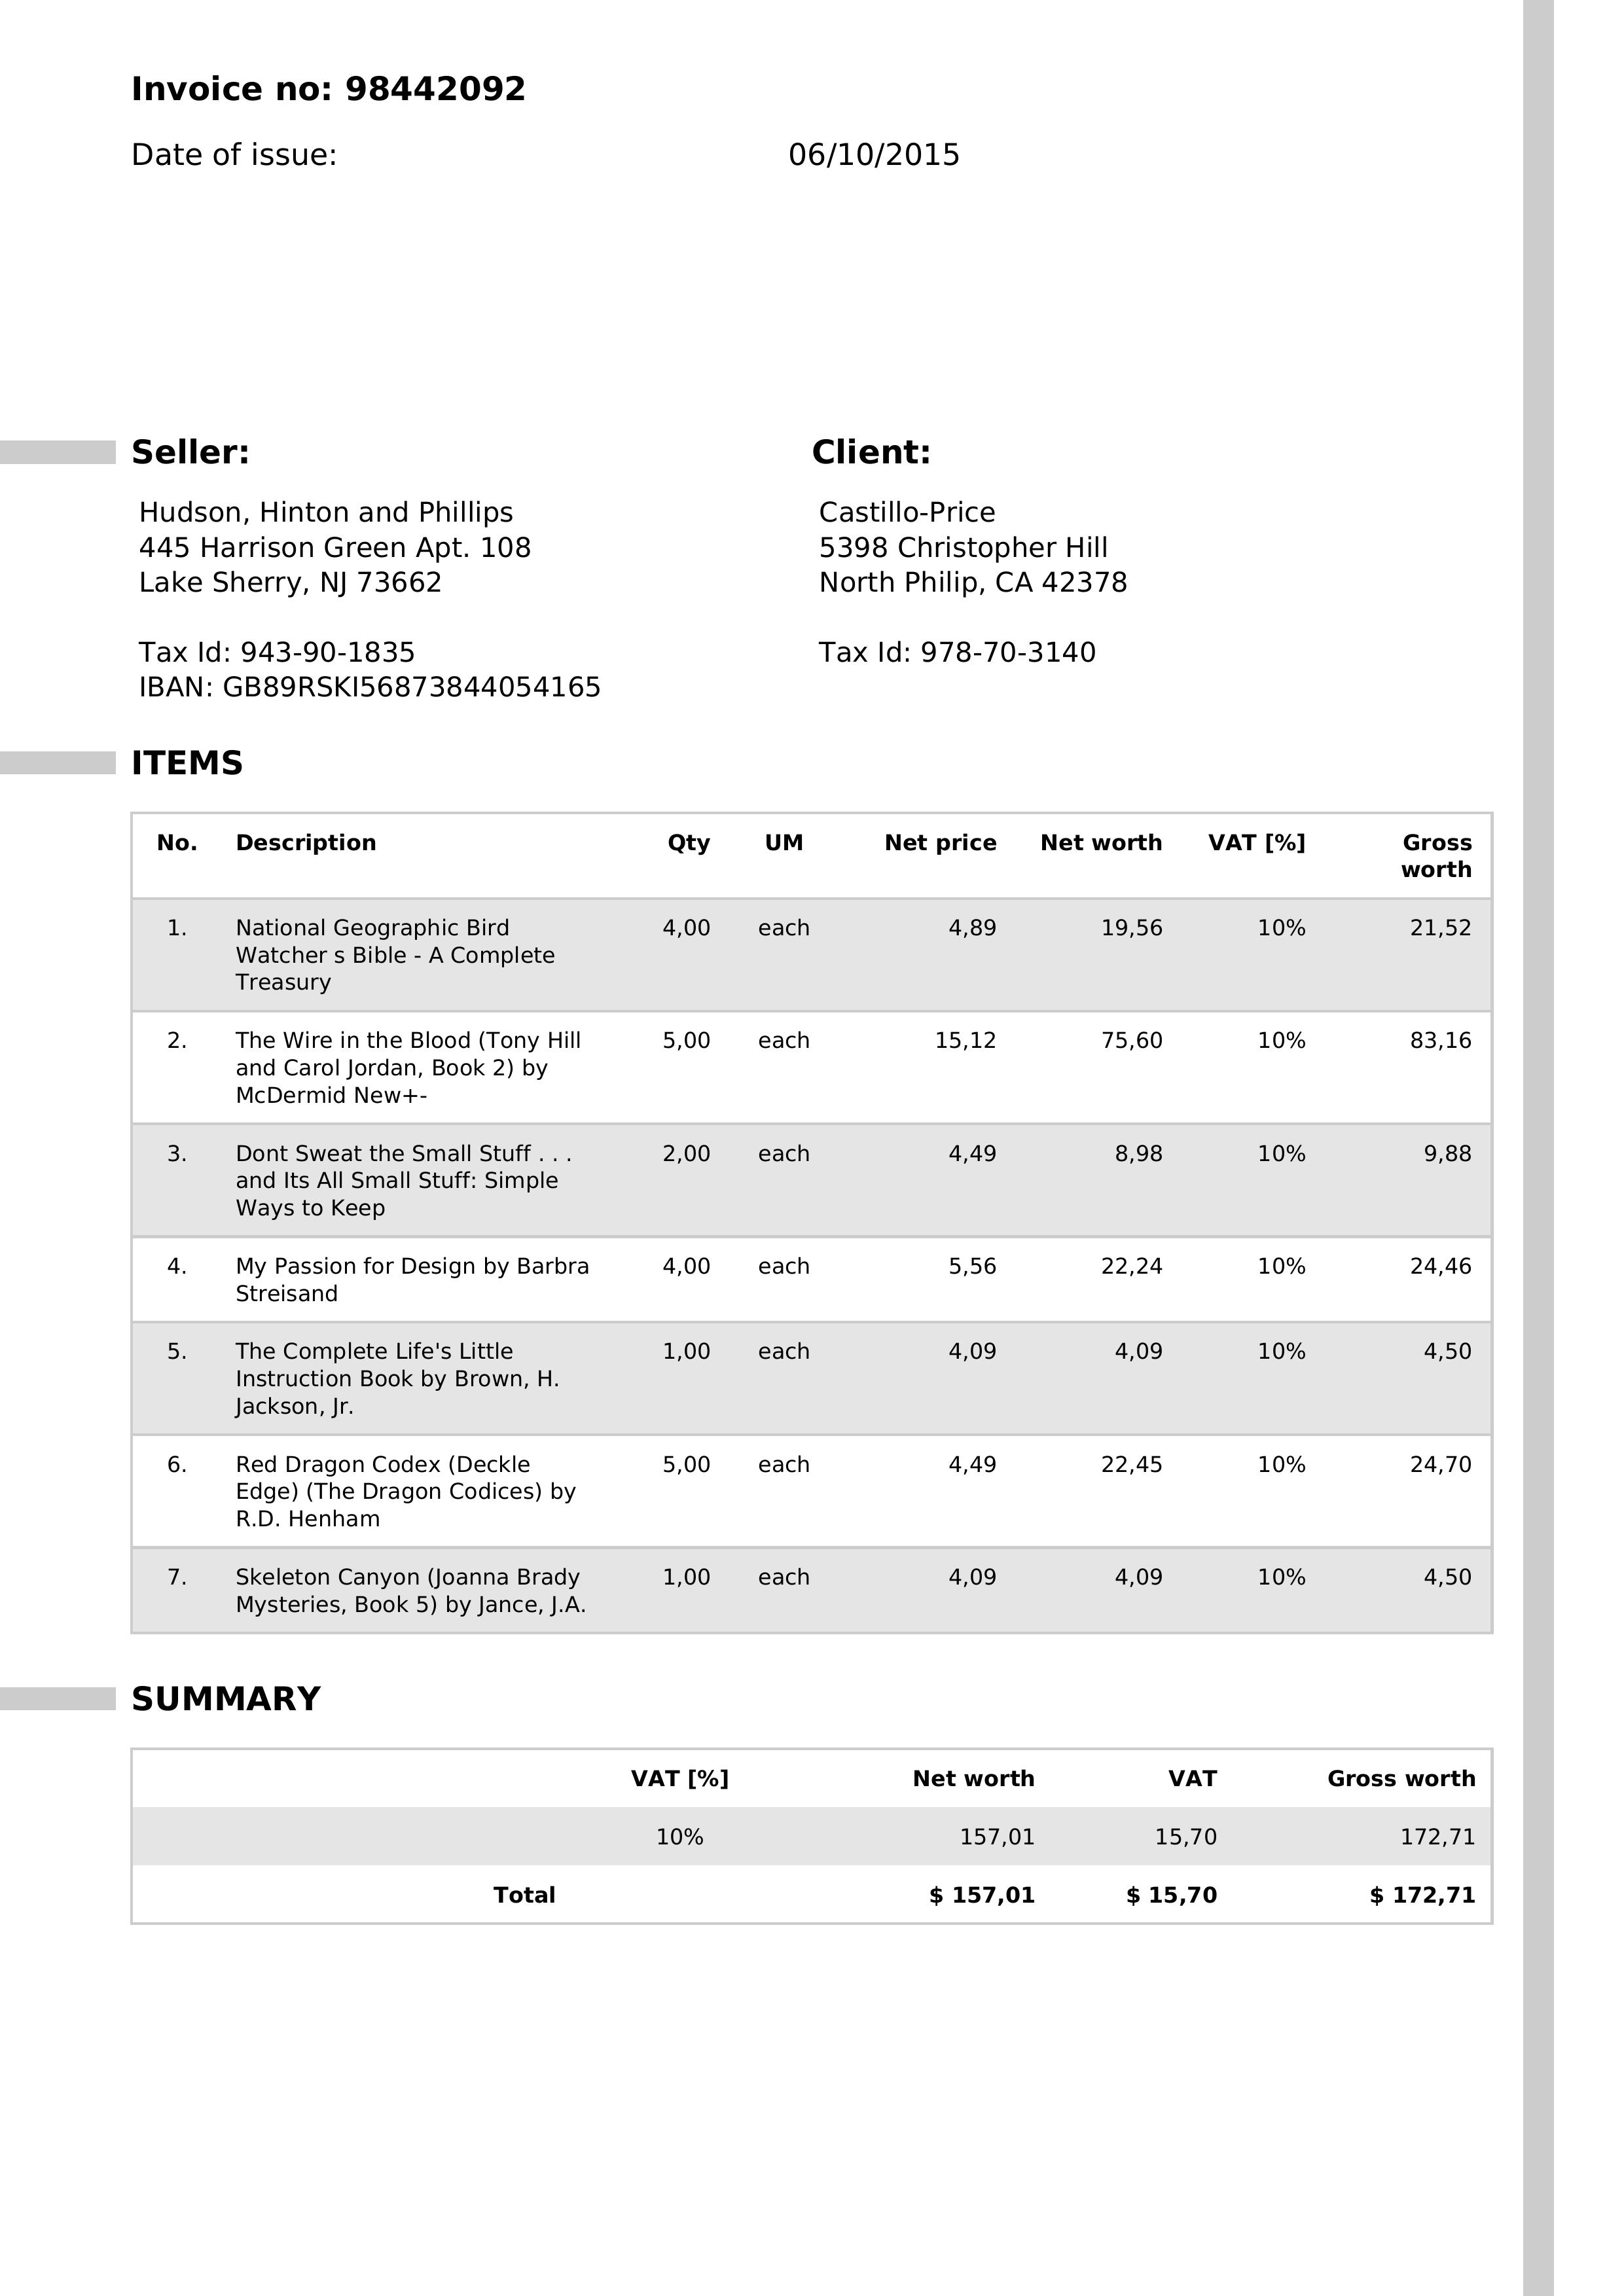 Invoice no: 98442092
Date of issue: 06/10/2015
Seller:
Hudson, Hinton and Phillips
445 Harrison Green Apt. 108
Lake Sherry, NJ 73662
Tax Id: 943-90-1835
IBAN: GB89RSKI56873844054165
Client:
Castillo-Price
5398 Christopher Hill
North Philip, CA 42378
Tax Id: 978-70-3140
ITEMS
No. Description Qty UM Net price Net worth VAT [%] Gross
worth
1. National Geographic Bird 4,00 each 4,89 19,56 10% 21,52
Watcher s Bible - A Complete
Treasury
2. The Wire in the Blood (Tony Hill 5,00 each 15,12 75,60 10% 83,16
and Carol Jordan, Book 2) by
McDermid New+-
3. Dont Sweat the Small Stuff . . . 2,00 each 4,49 8,98 10% 9,88
and Its All Small Stuff: Simple
Ways to Keep
4. My Passion for Design by Barbra 4,00 each 5,56 22,24 10% 24,46
Streisand
5. The Complete Life's Little 1,00 each 4,09 4,09 10% 4,50
Instruction Book by Brown, H.
Jackson, Jr.
6. Red Dragon Codex (Deckle 5,00 each 4,49 22,45 10% 24,70
Edge) (The Dragon Codices) by
R.D. Henham
7. Skeleton Canyon (Joanna Brady 1,00 each 4,09 4,09 10% 4,50
Mysteries, Book 5) by Jance, J.A.
SUMMARY
VAT [%] Net worth VAT Gross worth
10% 157,01 15,70 172,71
Total $ 157,01 $ 15,70 $ 172,71